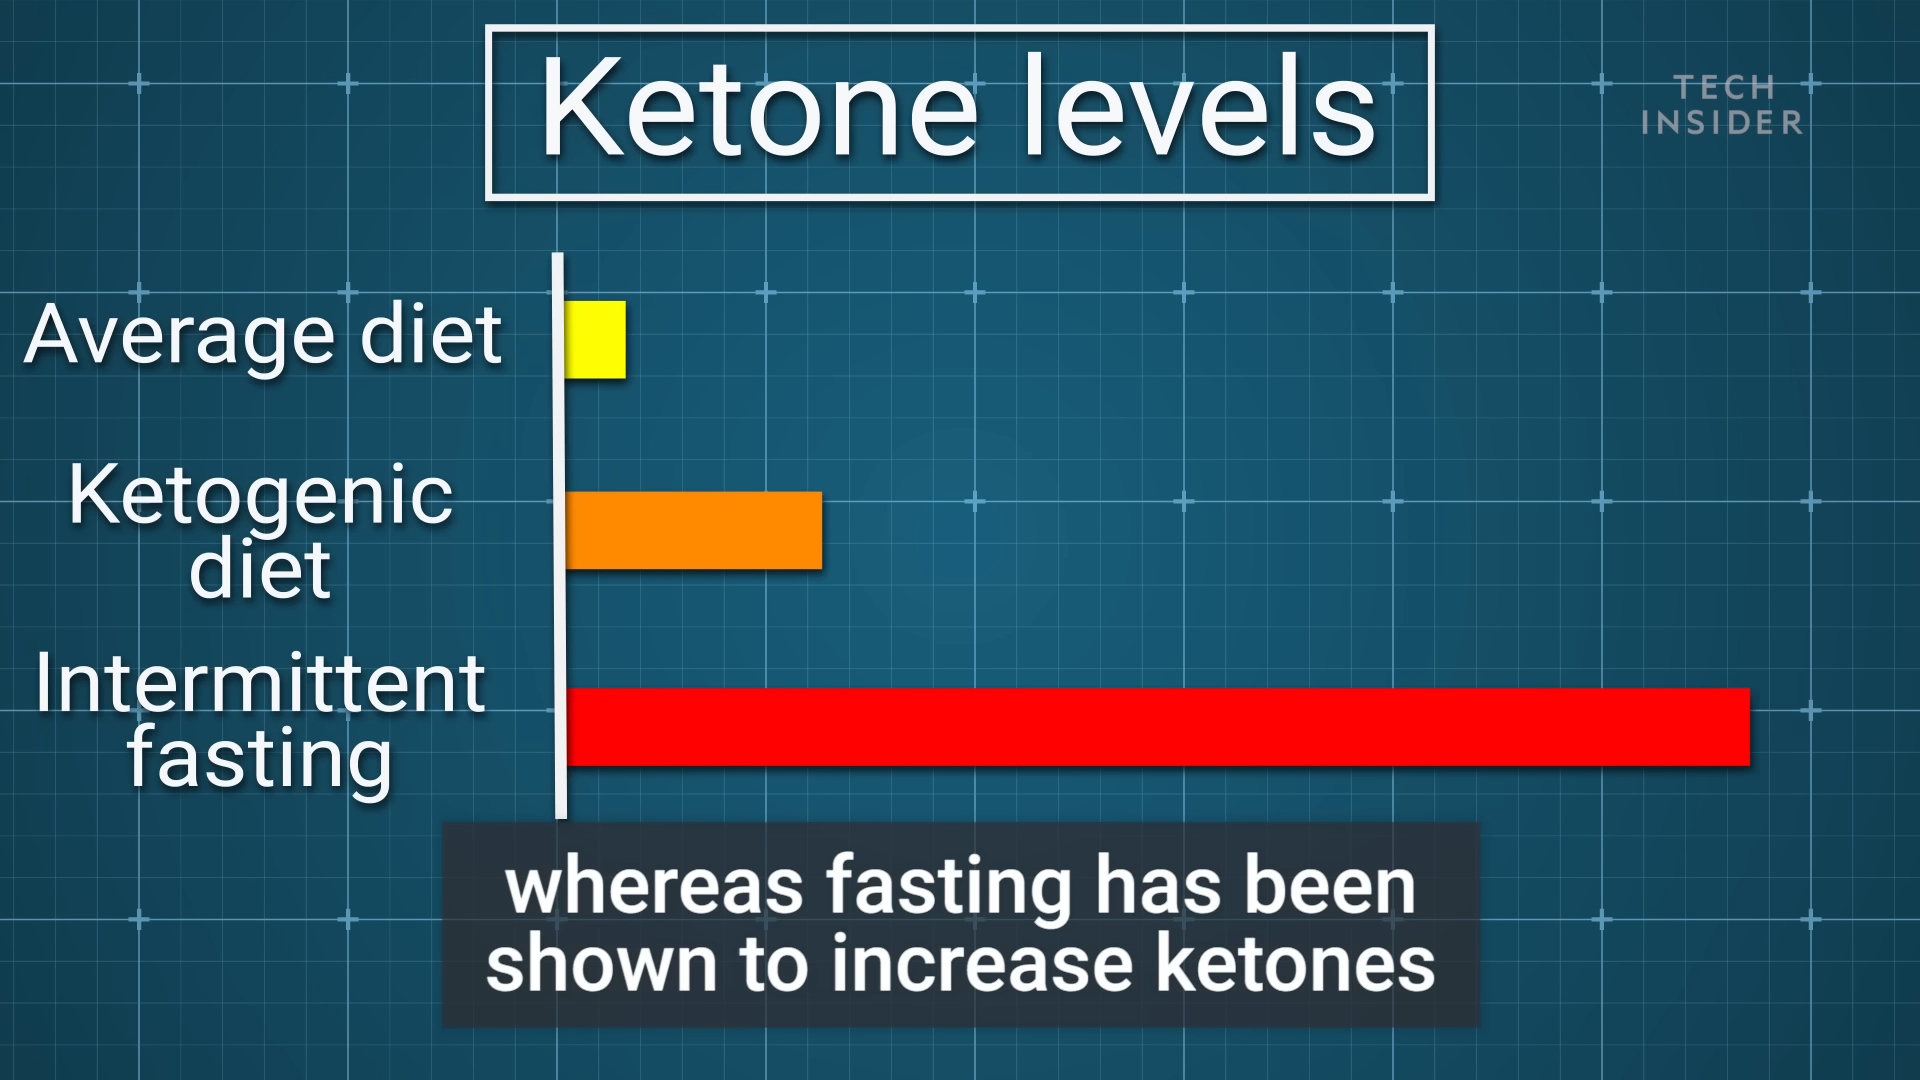 Ketone levels
TECH
INSIDER
Average diet
Ketogenic
diet
Intermittent
fasting
whereas fasting has been
shown to increase ketones